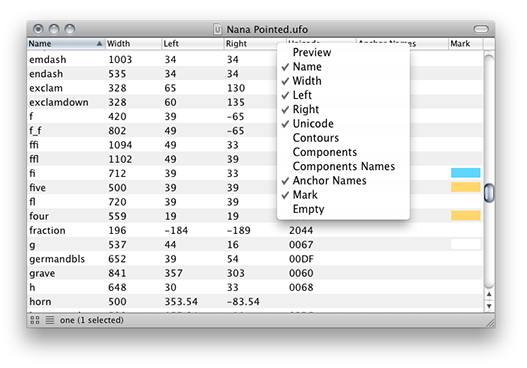 Nana Pointed.ufo
Name Width Left Right Unicode Anchor Names Mark
emdash 1003 34 34
endash 535 34 34
exclam 328 65 130
exclamdown 328 60 135
f 420 39 -65
f_f 802 49 -65
ffi 1094 49 33
ffl 1102 49 39
fi 712 39 33
five 500 39 39
fl 720 39 39
four 559 19 19
fraction 196 -184 -189 2044
g 537 44 16 0067
germandbls 652 39 54 00DF
grave 841 357 303 0060
h 648 30 33 0068
horn 500 353.54 -83.54
Preview
✓ Name
✓ Width
✓ Left
✓ Right
✓ Unicode
Contours
Components
Components Names
✓ Anchor Names
✓ Mark
Empty
one (1 selected)